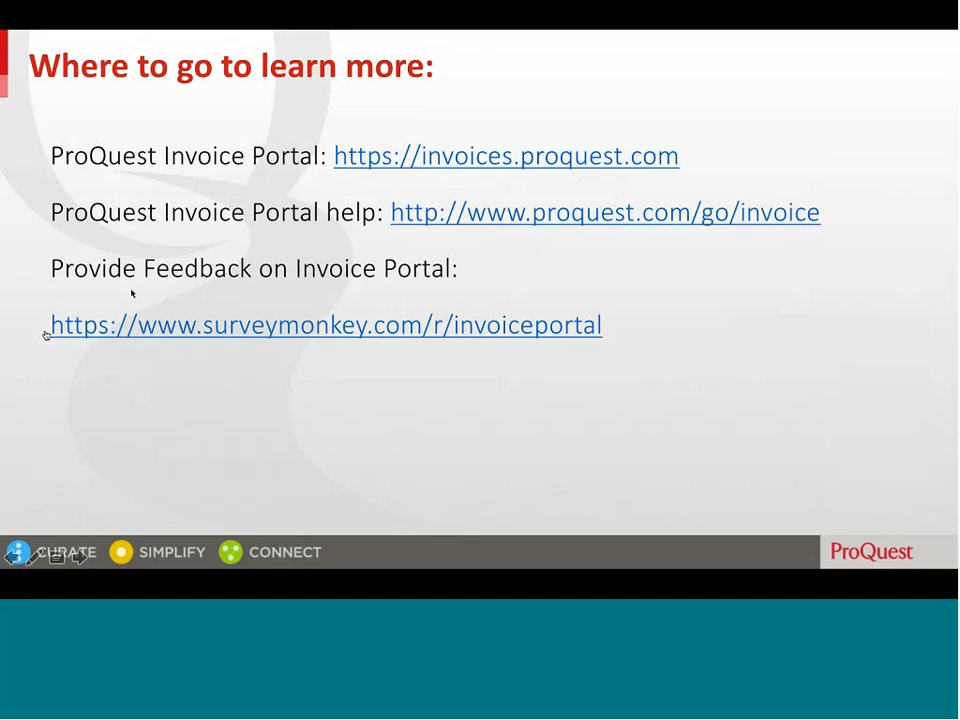 Where to go to learn more:
ProQuest Invoice Portal: https://invoices.proquest.com
ProQuest Invoice Portal help: http://www.proquest.com/go/invoice
Provide Feedback on Invoice Portal:
https://www.surveymonkey.com/r/invoiceportal
CURATE SIMPLIFY CONNECT ProQuest